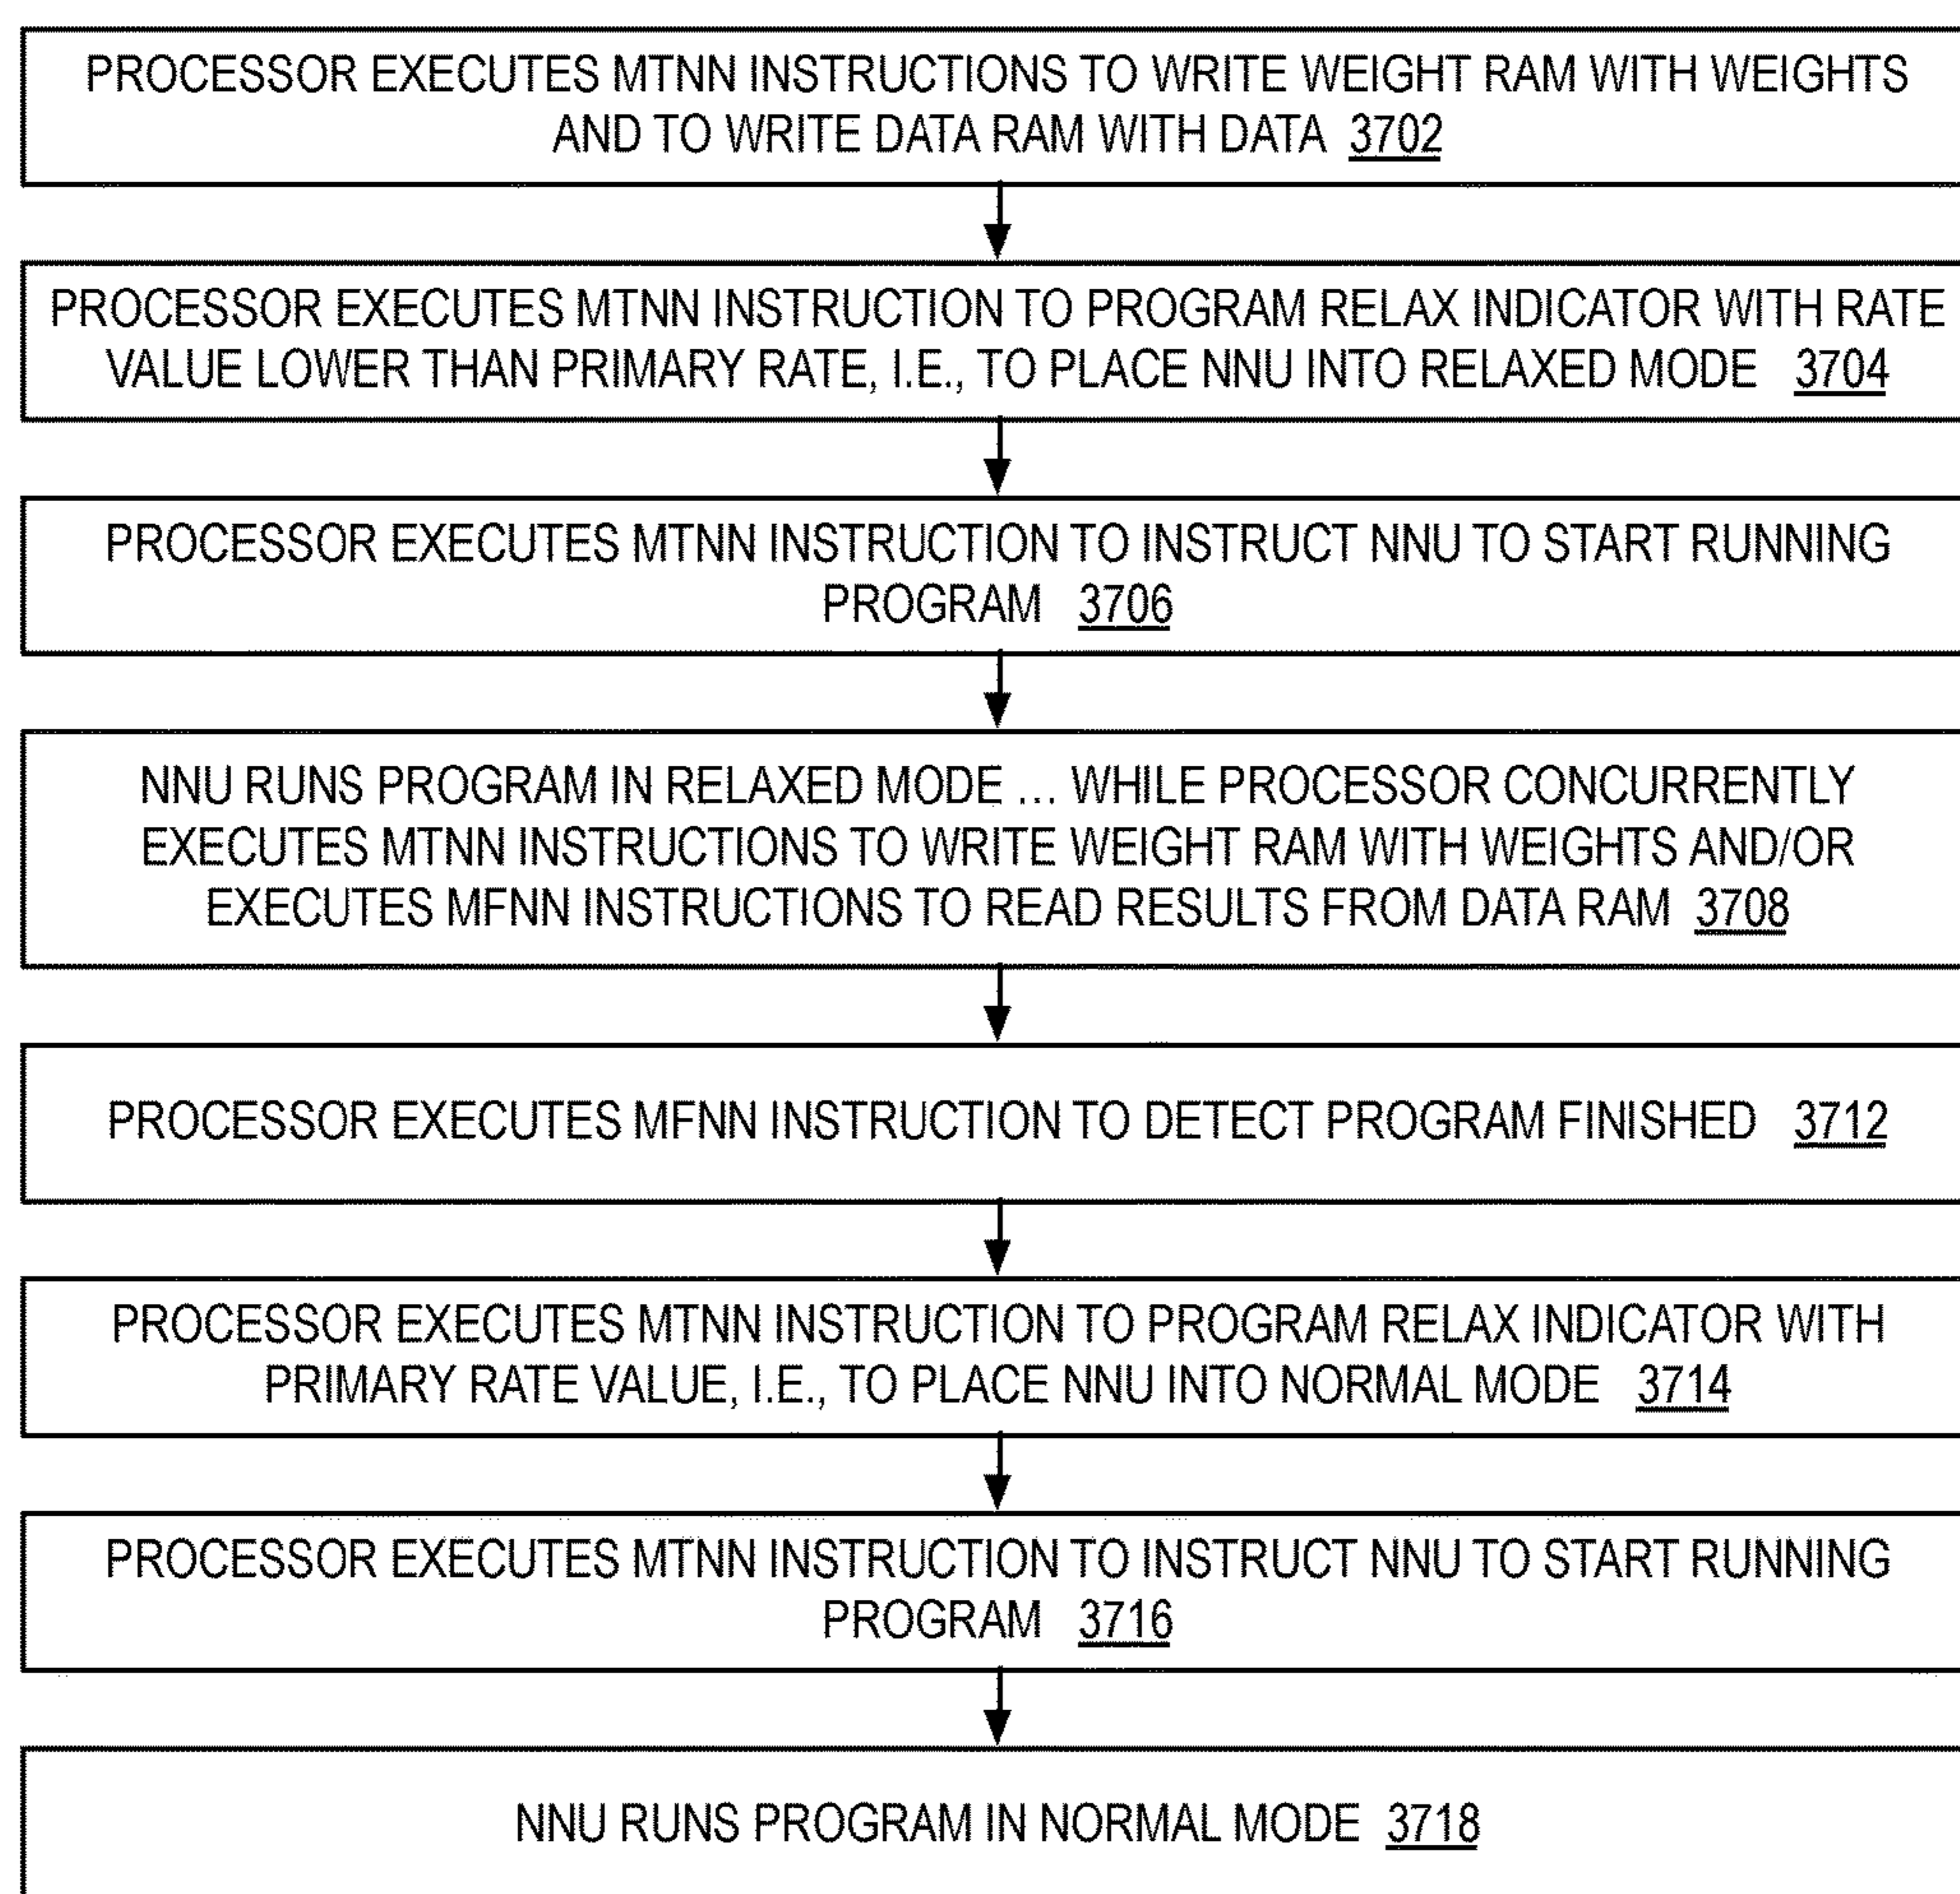 PROCESSOR EXECUTES MTNN INSTRUCTIONS TO WRITE WEIGHT RAM WITH WEIGHTS
AND TO WRITE DATA RAM WITH DATA 3702
PROCESSOR EXECUTES MTNN INSTRUCTION TO PROGRAM RELAX INDICATOR WITH RATE
VALUE LOWER THAN PRIMARY RATE, I.E., TO PLACE NNU INTO RELAXED MODE 3704
PROCESSOR EXECUTES MTNN INSTRUCTION TO INSTRUCT NNU TO START RUNNING
PROGRAM 3706
NNU RUNS PROGRAM IN RELAXED MODE ... WHILE PROCESSOR CONCURRENTLY
EXECUTES MTNN INSTRUCTIONS TO WRITE WEIGHT RAM WITH WEIGHTS AND/OR
EXECUTES MFNN INSTRUCTIONS TO READ RESULTS FROM DATA RAM 3708
PROCESSOR EXECUTES MFNN INSTRUCTION TO DETECT PROGRAM FINISHED 3712
PROCESSOR EXECUTES MTNN INSTRUCTION TO PROGRAM RELAX INDICATOR WITH
PRIMARY RATE VALUE, I.E., TO PLACE NNU INTO NORMAL MODE 3714
PROCESSOR EXECUTES MTNN INSTRUCTION TO INSTRUCT NNU TO START RUNNING
PROGRAM 3716
NNU RUNS PROGRAM IN NORMAL MODE 3718